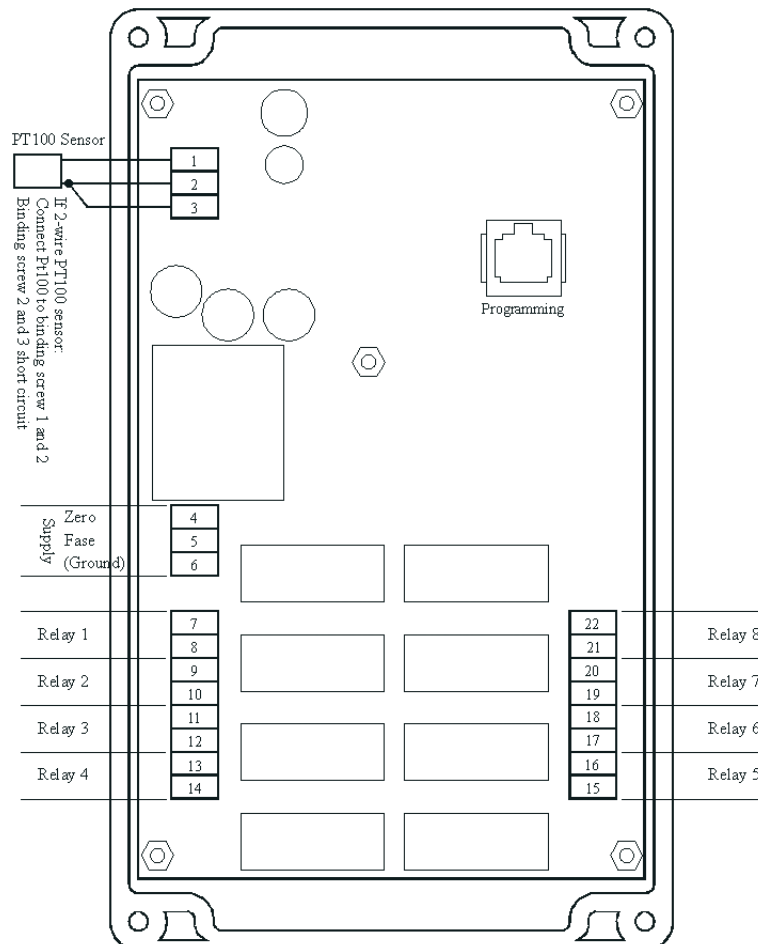 PT100 Sensor
1
2
3
If 2-wire PT100 sensor:
Connect Pt100 to binding screw 1 and 2
Binding screw 2 and 3 short circuit
Programming
Supply
Zero
4
Fase
5
(Ground)
6
Relay 1
7
8
Relay 2
9
10
Relay 3
11
12
Relay 4
13
14
22
21
Relay 8
20
19
Relay 7
18
17
Relay 6
16
15
Relay 5